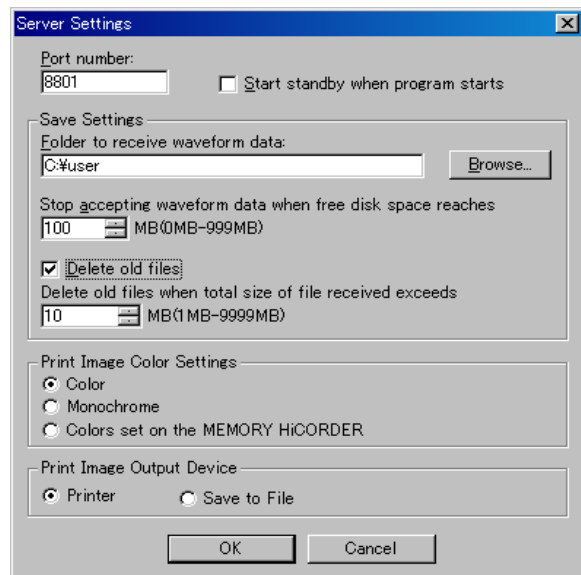 Server Settings
Port number:
8801
Start standby when program starts
Save Settings
Folder to receive waveform data:
C:¥user
Browse...
Stop accepting waveform data when free disk space reaches
100 MB(0MB-999MB)
Delete old files
Delete old files when total size of file received exceeds
10 MB(1MB-9999MB)
Print Image Color Settings
Color
Monochrome
Colors set on the MEMORY HiCORDER
Print Image Output Device
Printer Save to File
OK Cancel